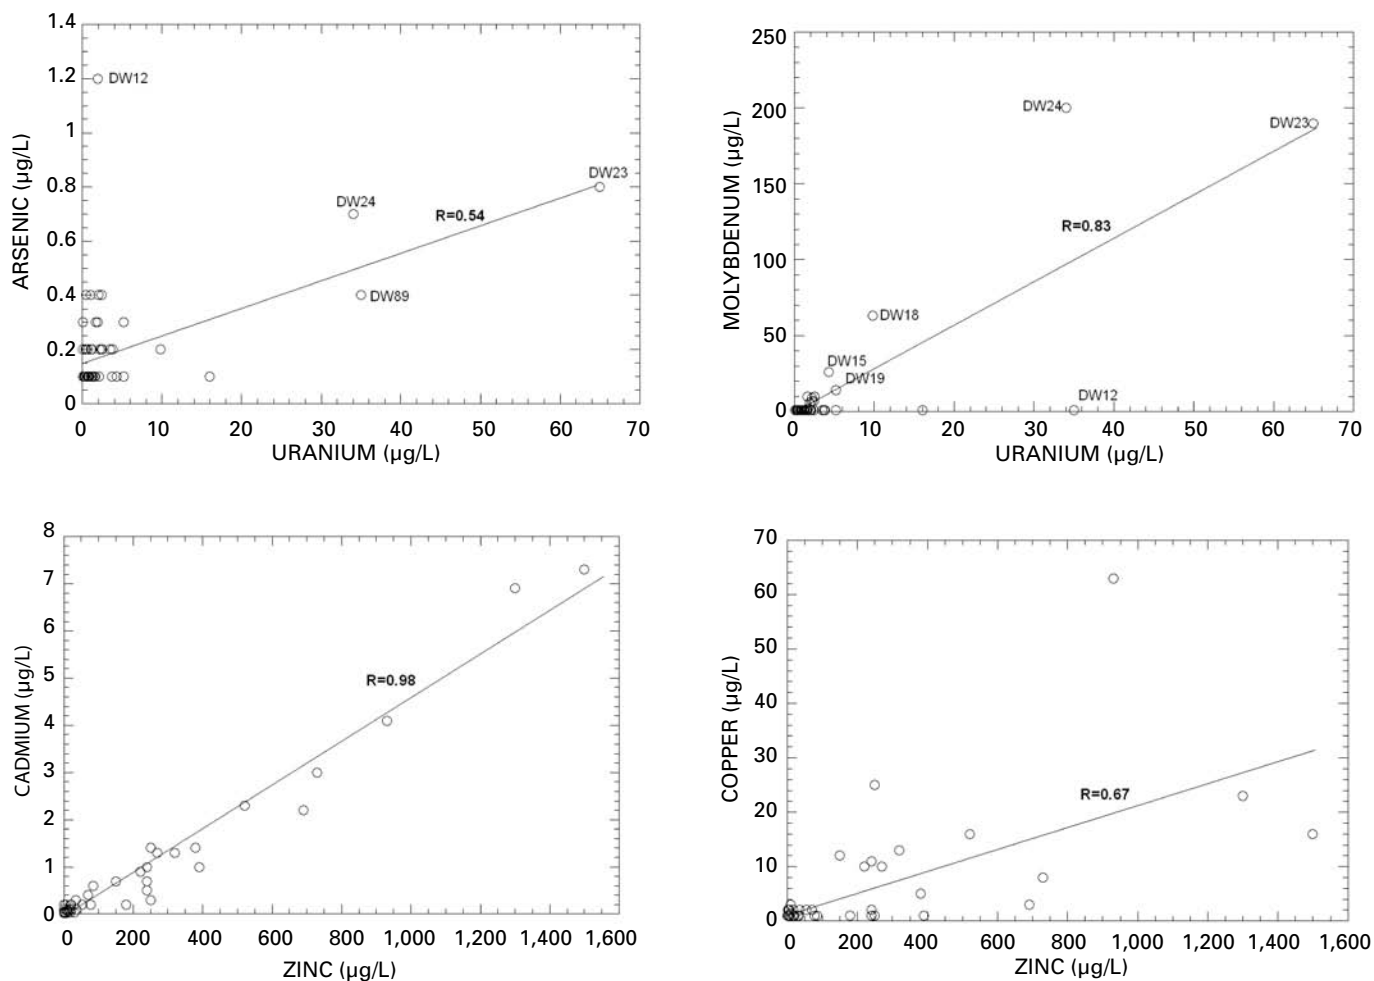 1.4
1.2
1
0.8
0.6
0.4
0.2
0
ARSENIC (µg/L)
DW12
DW23
DW24
R=0.54
DW89
0 10 20 30 40 50 60 70
URANIUM (µg/L)
250
200
150
100
50
0
MOLYBDENUM (µg/L)
DW24
DW23
R=0.83
DW18
DW15
DW19
DW12
0 10 20 30 40 50 60 70
URANIUM (µg/L)
8
7
6
5
4
3
2
1
0
CADMIUM (µg/L)
R=0.98
0 200 400 600 800 1,000 1,200 1,400 1,600
ZINC (µg/L)
70
60
50
40
30
20
10
0
COPPER (µg/L)
R=0.67
0 200 400 600 800 1,000 1,200 1,400 1,600
ZINC (µg/L)